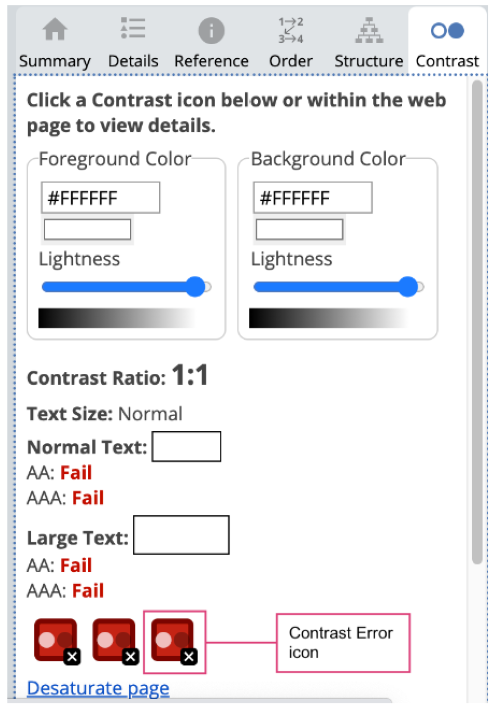 1→2
3→4
Summary Details Reference Order Structure Contrast
Click a Contrast icon below or within the web
page to view details.
Foreground Color
#FFFFFF
Lightness
Background Color
#FFFFFF
Lightness
Contrast Ratio: 1:1
Text Size: Normal
Normal Text:
AA: Fail
AAA: Fail
Large Text:
AA: Fail
AAA: Fail
Contrast Error
icon
Desaturate page